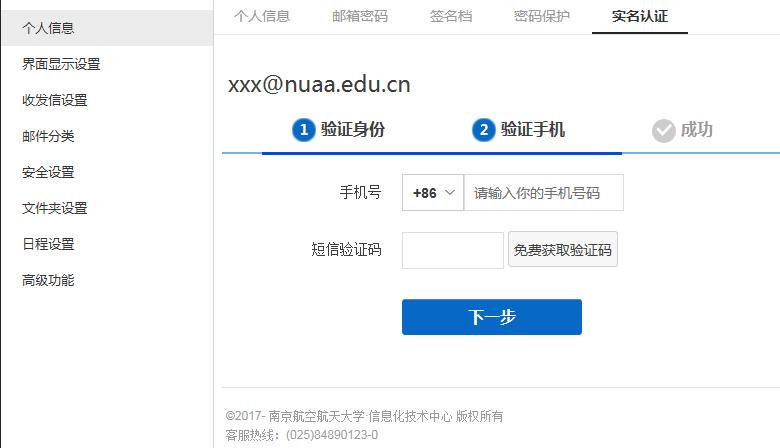 个人信息
界面显示设置
收发信设置
邮件分类
安全设置
文件夹设置
日程设置
高级功能
个人信息 邮箱密码 签名档 密码保护 实名认证
xxx@nuaa.edu.cn
1 验证身份 2 验证手机 成功
手机号 +86 请输入你的手机号码
短信验证码 免费获取验证码
下一步
©2017- 南京航空航天大学·信息化技术中心 版权所有
客服热线：(025)84890123-0